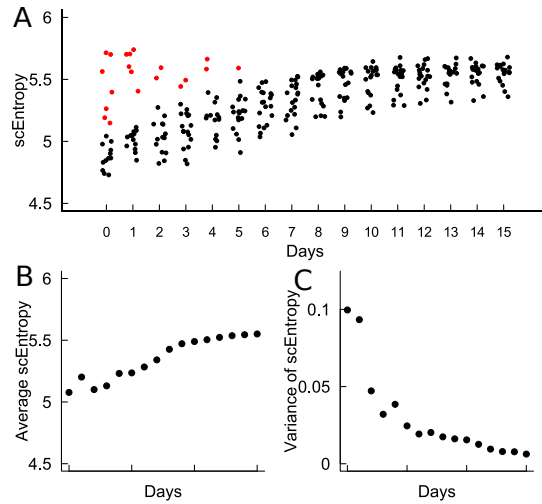 A
6
5.5
5
4.5
scEntropy
0 1 2 3 4 5 6 7 8 9 10 11 12 13 14 15
Days
B
6
5.5
5
4.5
Average scEntropy
Days
C
0.1
0.05
0
Variance of scEntropy
Days